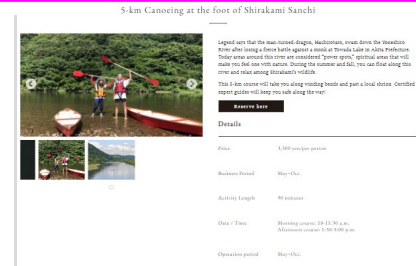 5-km Canoeing at the foot of Shirakami Sanchi
Legend says that the man-turned-dragon, Hachirotaro, swam down the Yoneshiro
River after losing a fierce battle against a monk at Towada Lake in Akita Prefecture.
Today areas around this river are considered "power spots," spiritual areas that will
make you feel one with nature. During the summer and fall, you can float along this
river and relax among Shirakami's wildlife.
This 5-km course will take you along winding bends and past a local shrine. Certified
expert guides will keep you safe along the way!
Reserve here
Details
Price 5,500 yen/per person
Business Period May–Oct.
Activity Length 90 minutes
Date / Time Morning course: 10-11:30 a.m.
Afternoon course: 1:30-3:00 p.m.
Operation period May–Oct.